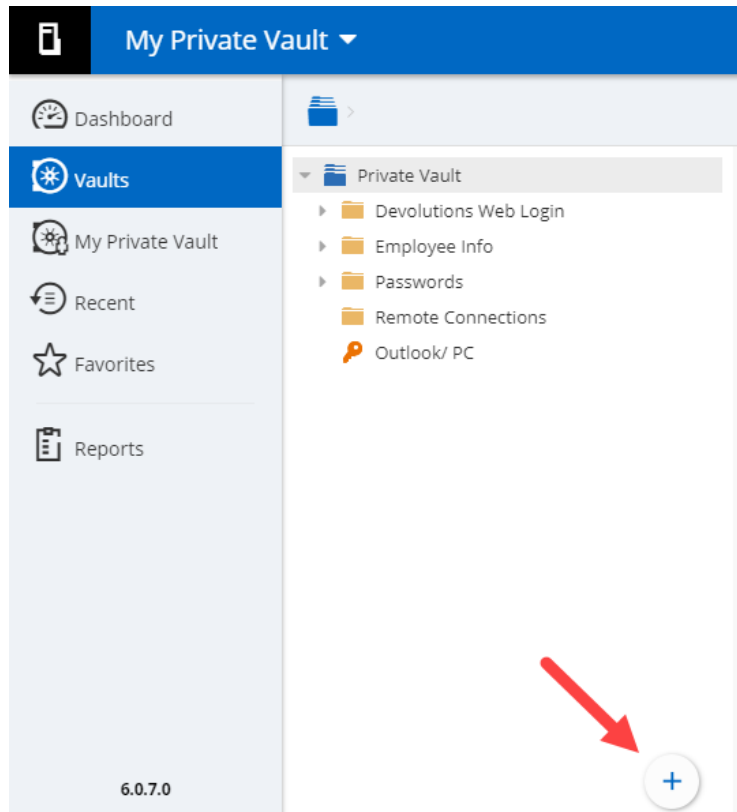 My Private Vault
Dashboard
Vaults
My Private Vault
Recent
Favorites
Reports
6.0.7.0
Private Vault
Devolutions Web Login
Employee Info
Passwords
Remote Connections
Outlook/ PC